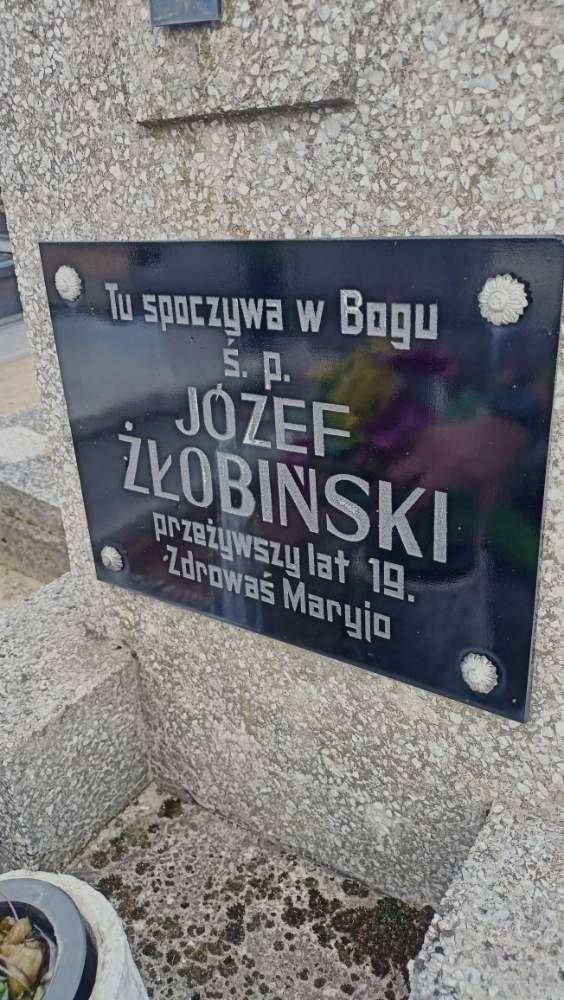 Tu spoczywa w Bogu
ś. p.
JÓZEF
ŻŁOBIŃSKI
przeżywszy lat 19.
Zdrowaś Maryjo